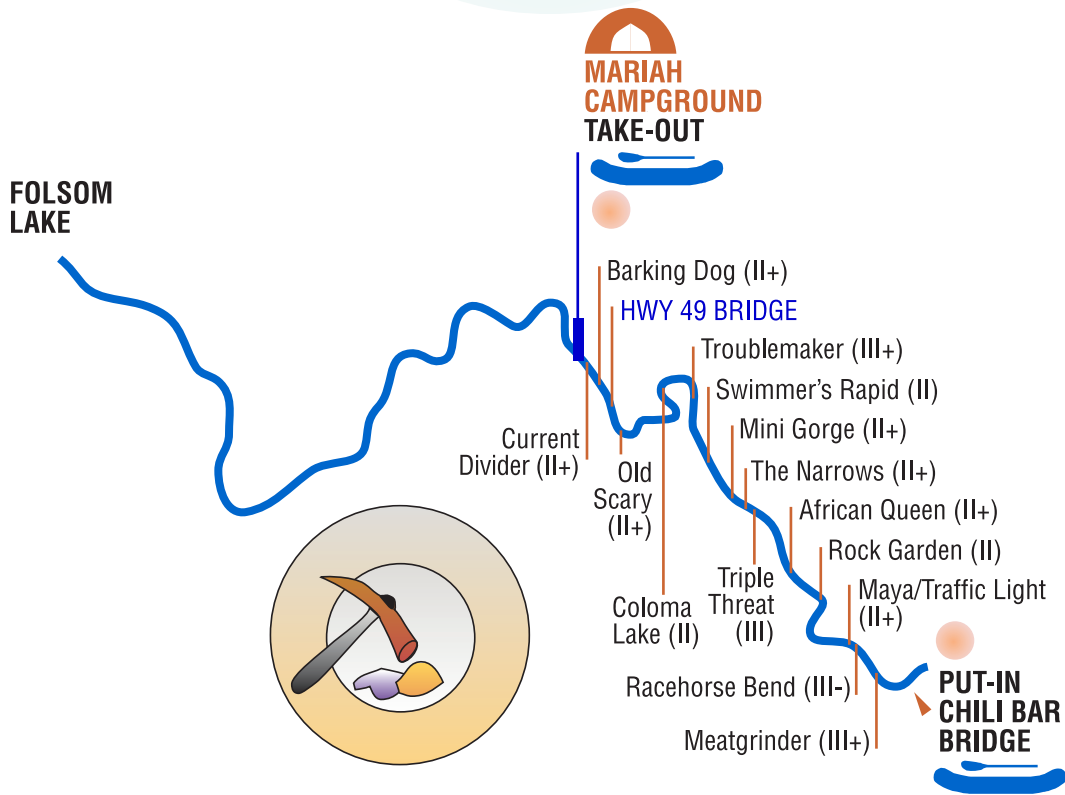 MARIAH
CAMPGROUND
TAKE-OUT
FOLSOM
LAKE
Barking Dog (II+)
HWY 49 BRIDGE
Troublemaker (III+)
Swimmer's Rapid (II)
Mini Gorge (II+)
Current
Divider (II+)
Old
Scary
(II+)
The Narrows (II+)
African Queen (II+)
Rock Garden (II)
Triple
Threat
(III)
Coloma
Lake (II)
Maya/Traffic Light
(II+)
Racehorse Bend (III-)
Meatgrinder (III+)
PUT-IN
CHILI BAR
BRIDGE